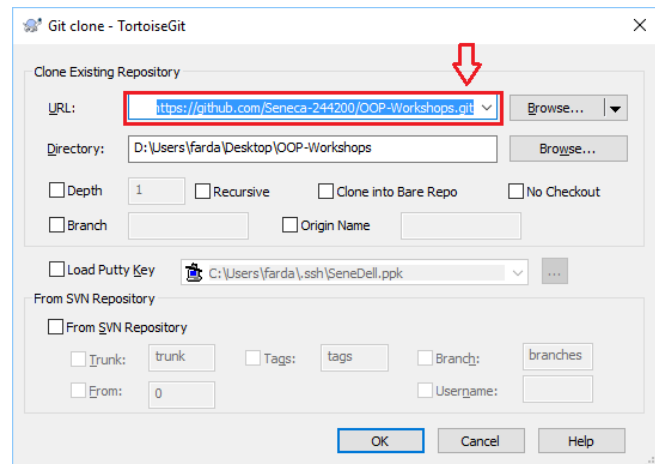 Git clone - TortoiseGit
Clone Existing Repository
URL: https://github.com/Seneca-244200/OOP-Workshops.git Browse...
Directory: D:\Users\farda\Desktop\OOP-Workshops Browse...
Depth 1 Recursive Clone into Bare Repo No Checkout
Branch Origin Name
Load Putty Key C:\Users\farda\.ssh\SeneDell.ppk ...
From SVN Repository
From SVN Repository
Trunk: trunk Tags: tags Branch: branches
From: 0 Username:
OK Cancel Help